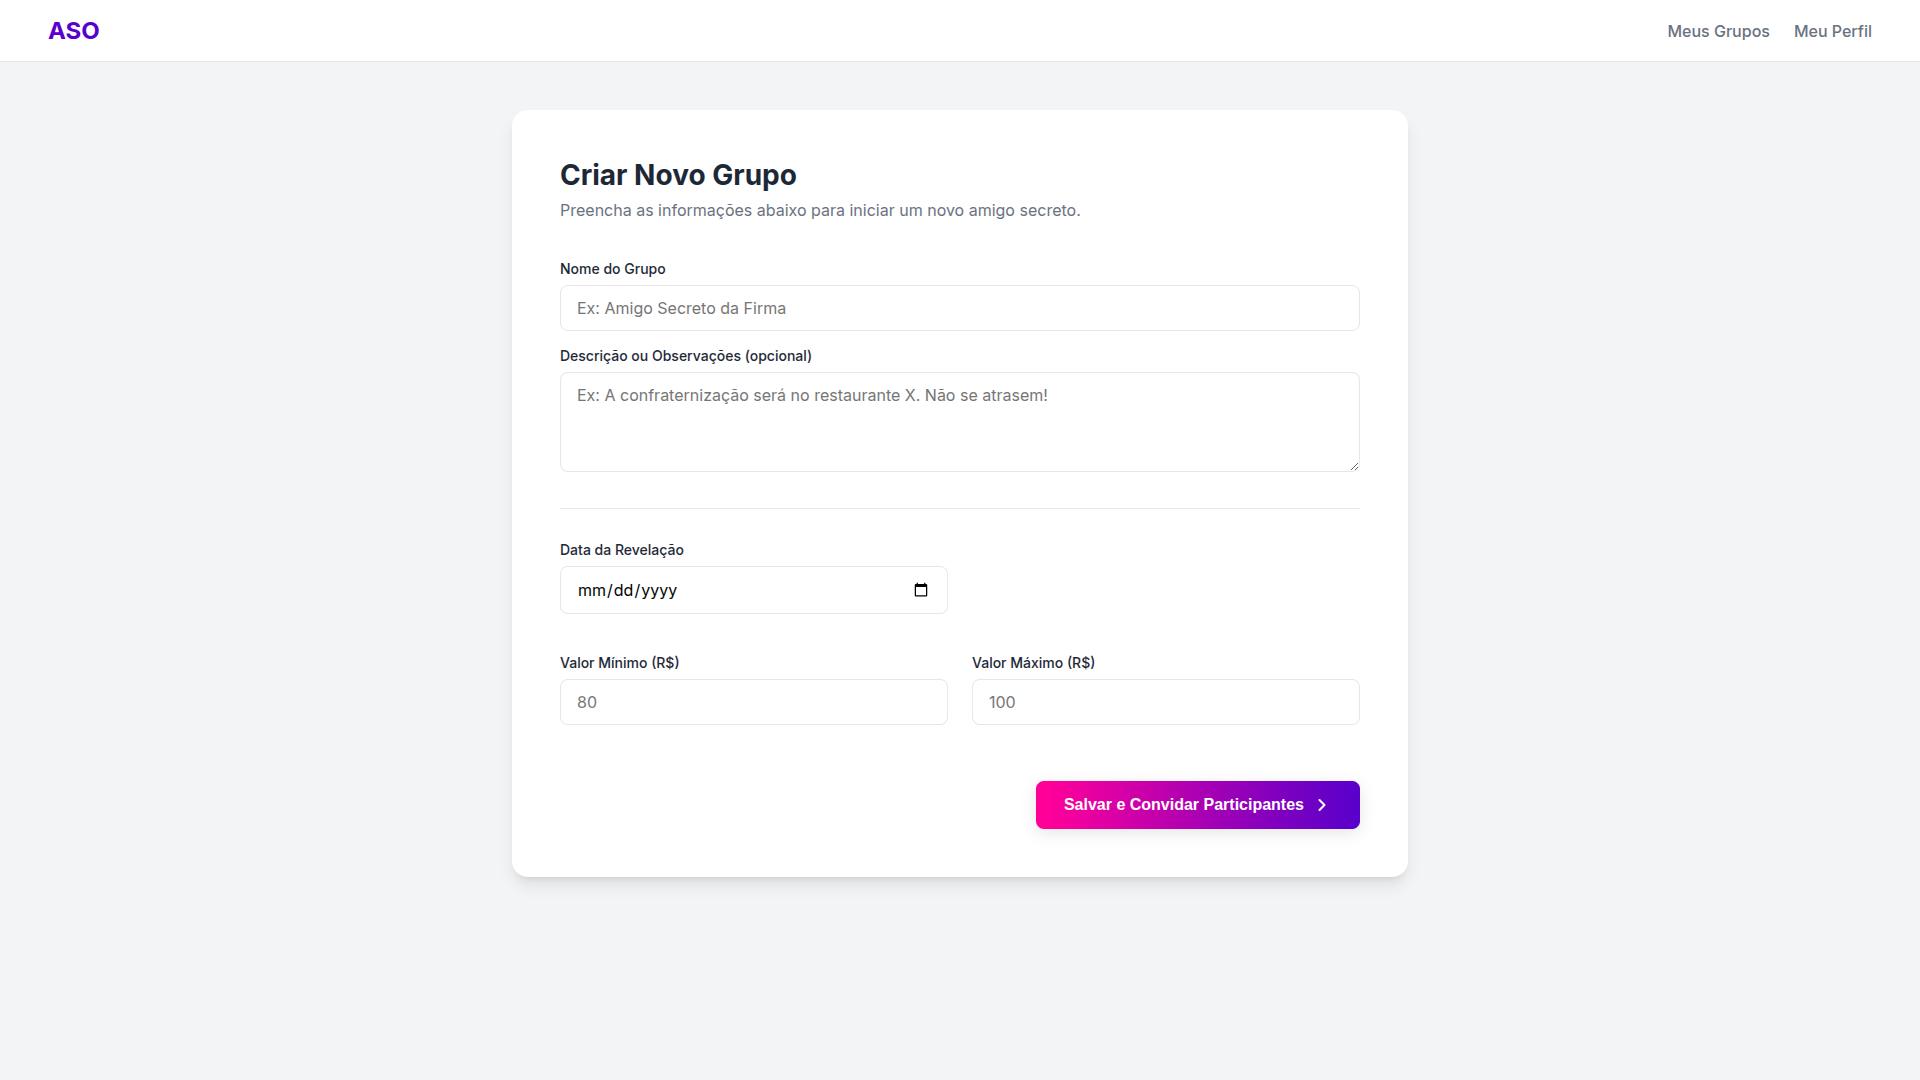 ASO
Meus Grupos
Meu Perfil
Criar Novo Grupo
Preencha as informações abaixo para iniciar um novo amigo secreto.
Nome do Grupo
Ex: Amigo Secreto da Firma
Descrição ou Observações (opcional)
Ex: A confraternização será no restaurante X. Não se atrasem!
Data da Revelação
mm/dd/yyyy
Valor Mínimo (R$)
Valor Máximo (R$)
80
100
Salvar e Convidar Participantes